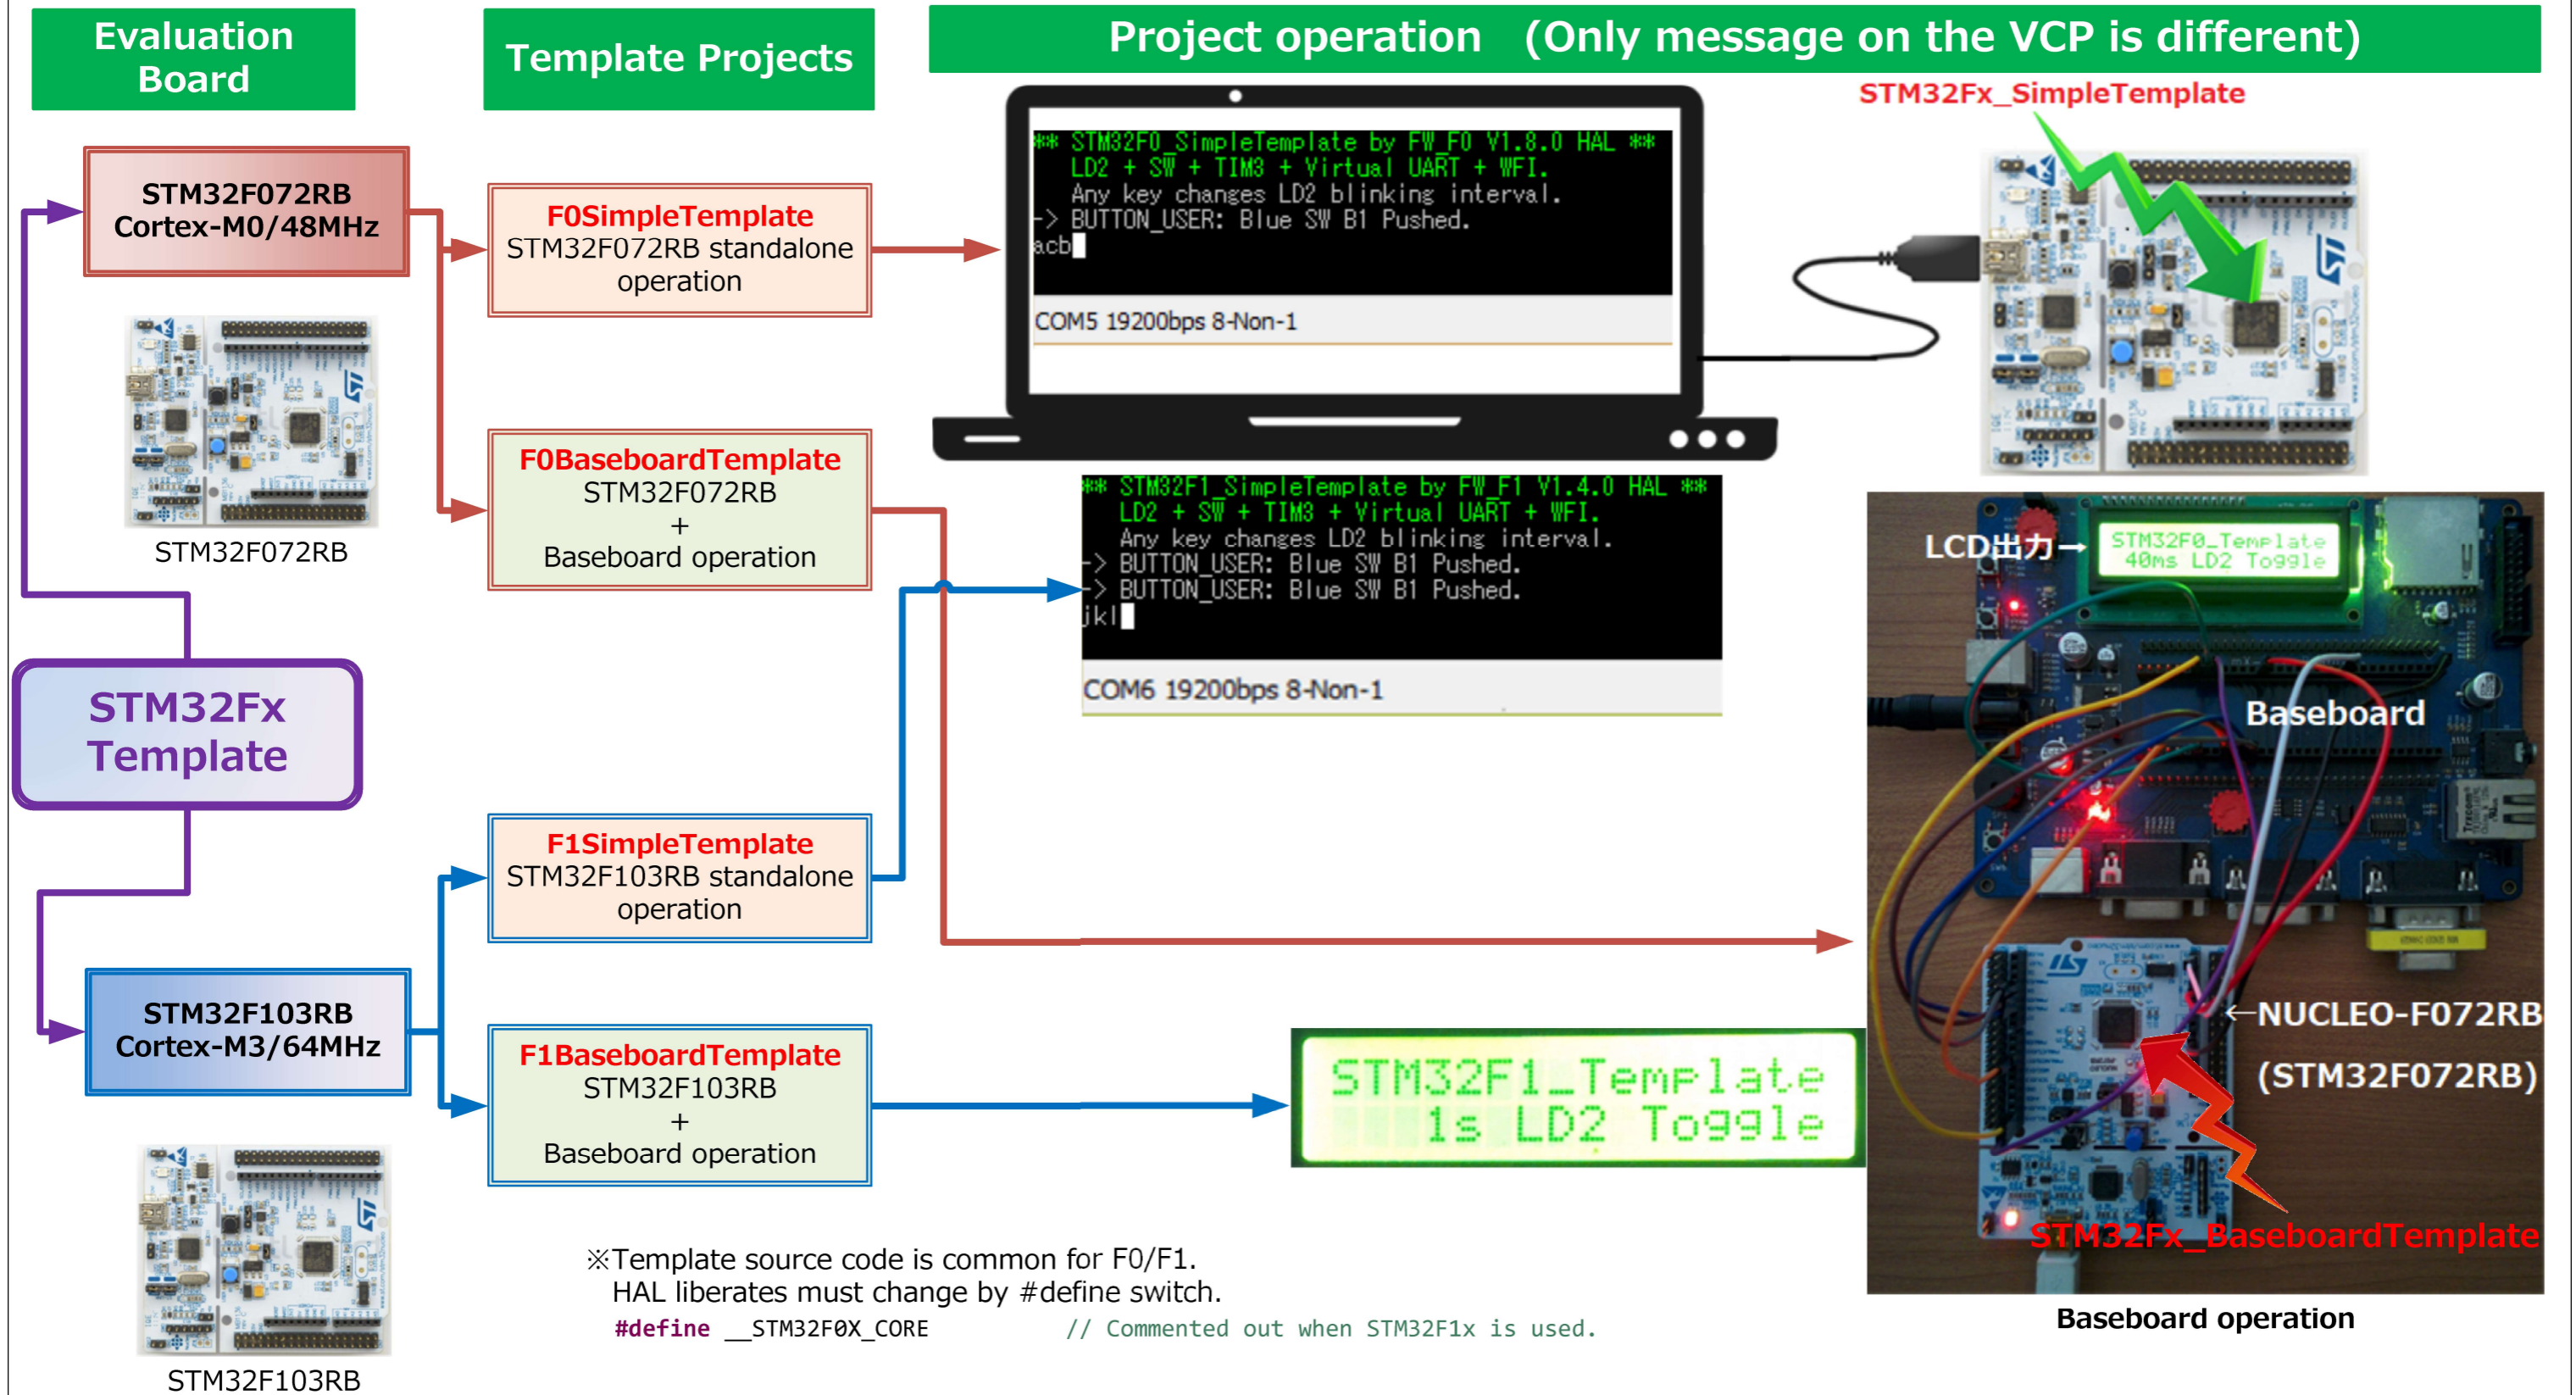 Evaluation
Board
Template Projects
Project operation (Only message on the VCP is different)
STM32F072RB
Cortex-M0/48MHz
STM32F072RB
STM32Fx
Template
STM32F103RB
Cortex-M3/64MHz
STM32F103RB
F0SimpleTemplate
STM32F072RB standalone
operation
F0BaseboardTemplate
STM32F072RB
+
Baseboard operation
F1SimpleTemplate
STM32F103RB standalone
operation
F1BaseboardTemplate
STM32F103RB
+
Baseboard operation
** STM32F0_SimpleTemplate by FW_F0 V1.8.0 HAL **
LD2 + SW + TIM3 + Virtual UART + WFI.
Any key changes LD2 blinking interval.
-> BUTTON_USER: Blue SW B1 Pushed.
acb
COM5 19200bps 8-Non-1
** STM32F1_SimpleTemplate by FW_F1 V1.4.0 HAL **
LD2 + SW + TIM3 + Virtual UART + WFI.
Any key changes LD2 blinking interval.
-> BUTTON_USER: Blue SW B1 Pushed.
-> BUTTON_USER: Blue SW B1 Pushed.
jkl
COM6 19200bps 8-Non-1
STM32Fx_SimpleTemplate
LCD出力→
STM32F0_Template
40ms LD2 Toggle
Baseboard
←NUCLEO-F072RB
(STM32F072RB)
STM32Fx_BaseboardTemplate
Baseboard operation
STM32F1_Template
1s LD2 Toggle
※Template source code is common for F0/F1.
HAL liberates must change by #define switch.
#define __STM32F0X_CORE // Commented out when STM32F1x is used.